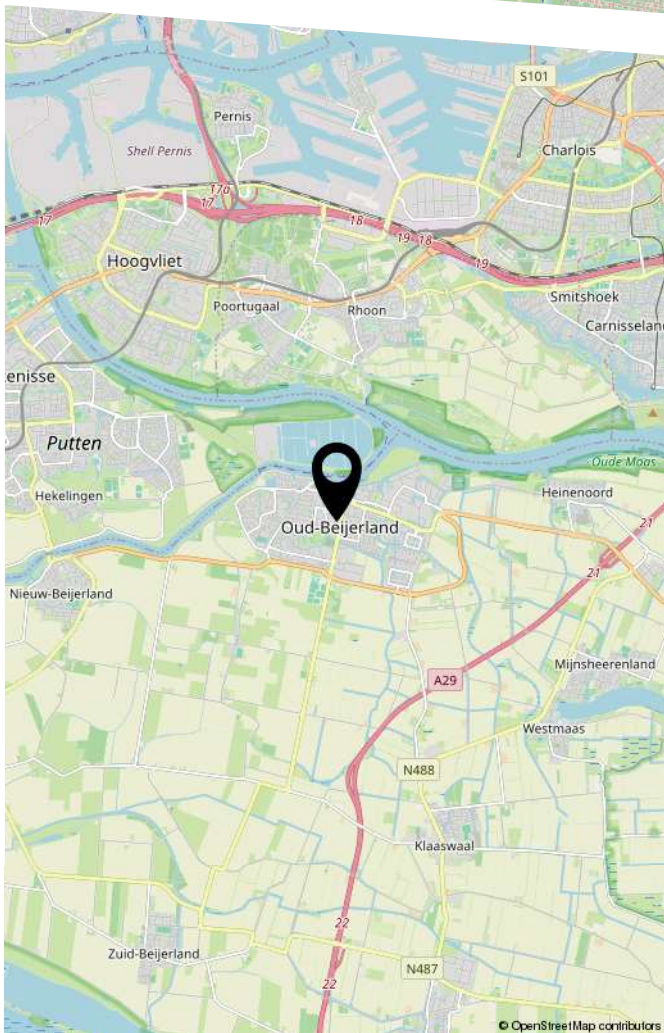 S101
Pernis
Charlois
Shell Pernis
17a
17
17
18
19
18
19
Hoogvliet
Poortugaal
Rhoon
Smitshoek
Carnisseland
enisse
Putten
Oude Maas
Hekelingen
Heinenoord
Oud-Beijerland
21
21
Nieuw-Beijerland
Mijnsheerenland
A29
Westmaas
N488
Klaaswaal
22
Zuid-Beijerland
N487
22
© OpenStreetMap contributors